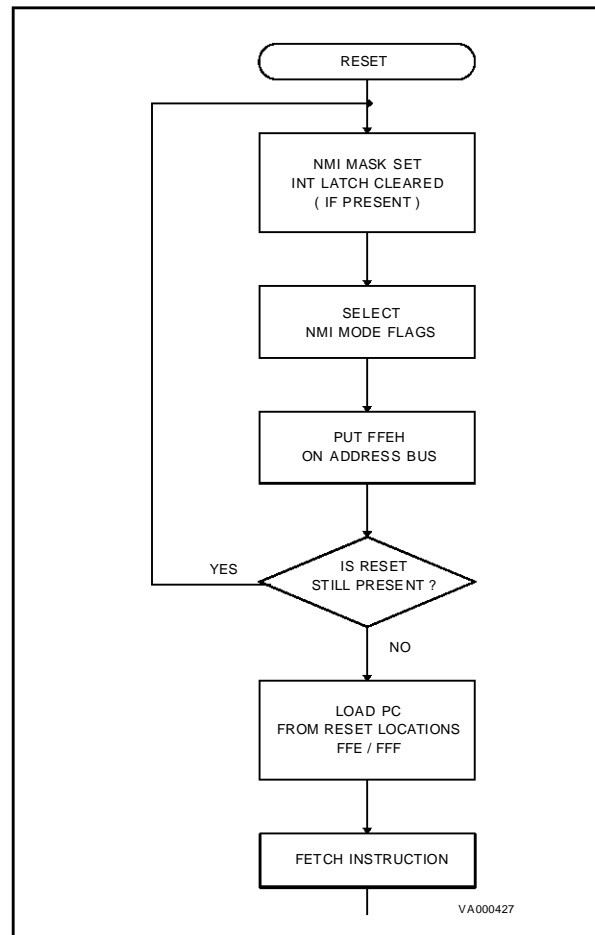 RESET
NMI MASK SET
INT LATCH CLEARED
( IF PRESENT )
SELECT
NMI MODE FLAGS
PUT FFEH
ON ADDRESS BUS
IS RESET
STILL PRESENT ?
YES
NO
LOAD PC
FROM RESET LOCATIONS
FFE / FFF
FETCH INSTRUCTION
VA000427